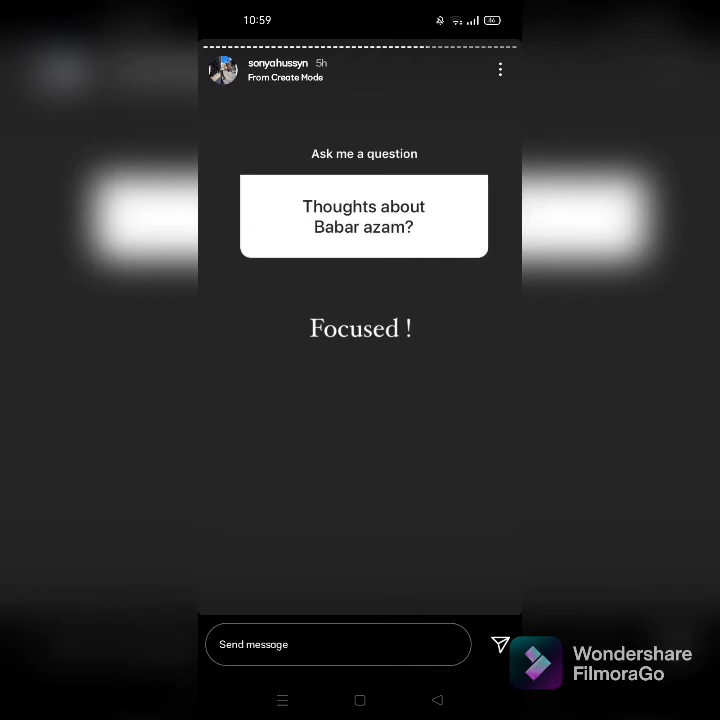 10:59
46
sonyahussyn 5h
From Create Mode
Ask me a question
Thoughts about
Babar azam?
Focused !
Send message
Wondershare
FilmoraGo